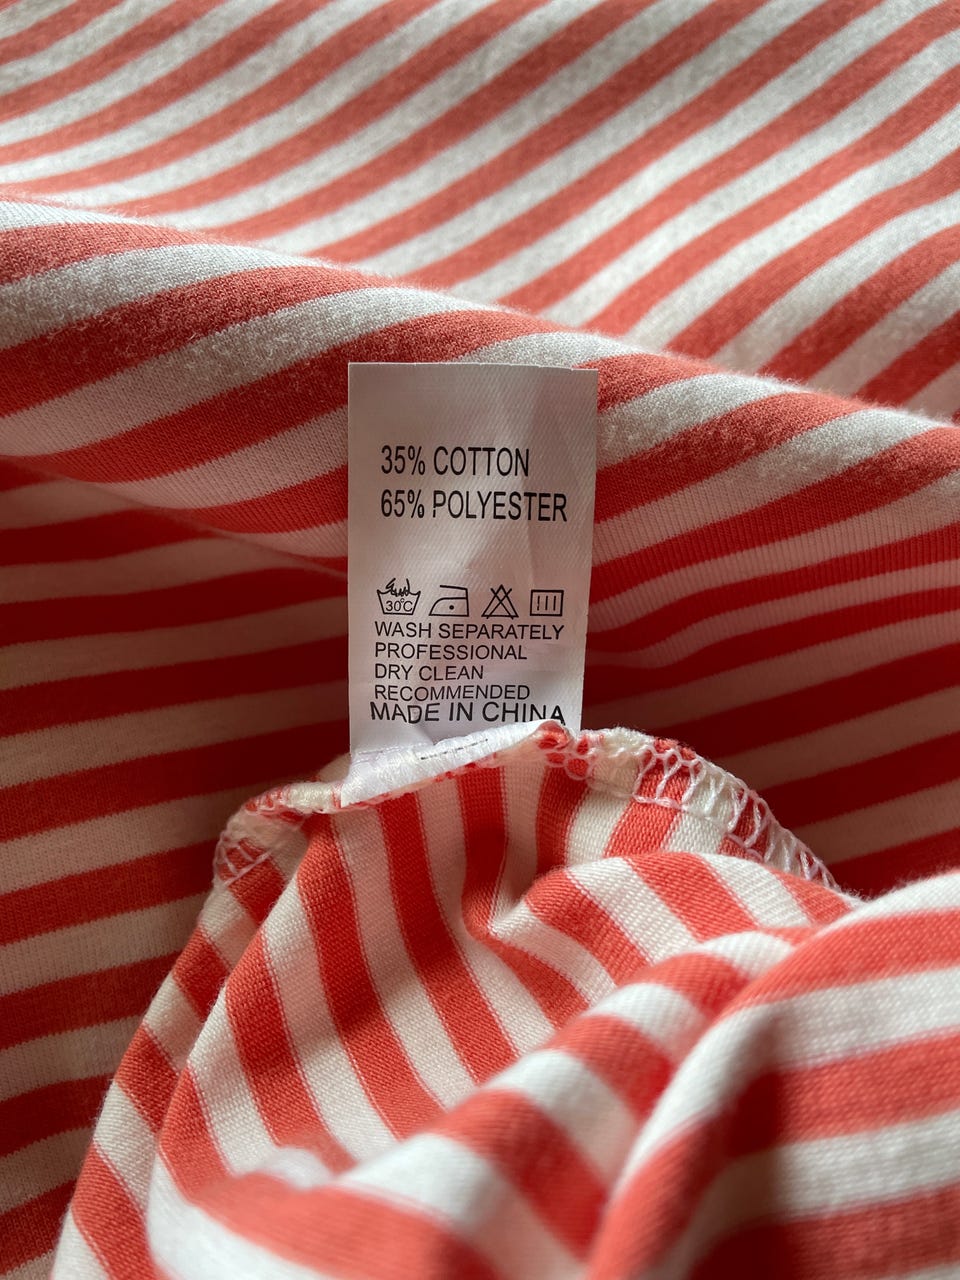 35% COTTON
65% POLYESTER
30°C
WASH SEPARATELY
PROFESSIONAL
DRY CLEAN
RECOMMENDED
MADE IN CHINA